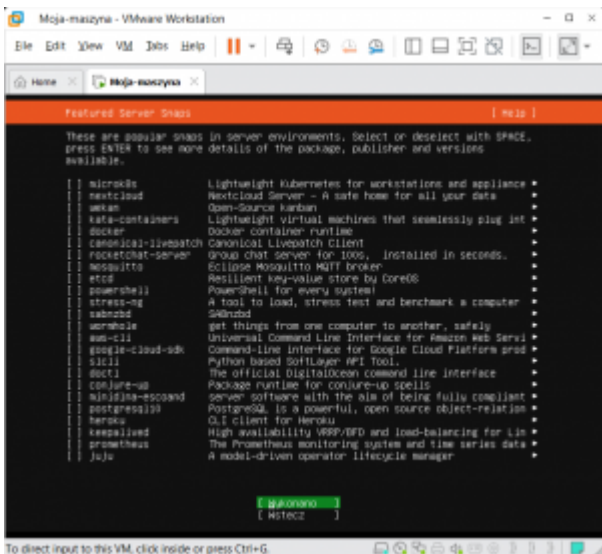 Moja-maszyna - VMware Workstation
File Edit View VM Tabs Help
Home
Moja-maszyna
Featured Server Snaps [ Help ]
These are popular snaps in server environments. Select or deselect with SPACE,
press ENTER to see more details of the package, publisher and versions
available.
[ ] microk8s Lightweight Kubernetes for workstations and appliance
[ ] nextcloud Nextcloud Server - A safe home for all your data
[ ] wekan Open-Source kanban
[ ] kata-containers Lightweight virtual machines that seamlessly plug int
[ ] docker Docker container runtime
[ ] canonical-livepatch Canonical Livepatch Client
[ ] rocketchat-server Group chat server for 100s, installed in seconds.
[ ] mosquitto Eclipse Mosquitto MQTT broker
[ ] etcd Resilient key-value store by CoreOS
[ ] powershell PowerShell for every system!
[ ] stress-ng A tool to load, stress test and benchmark a computer
[ ] sabnzbd SABnzbd
[ ] wormhole get things from one computer to another, safely
[ ] aws-cli Universal Command Line Interface for Amazon Web Servi
[ ] google-cloud-sdk Command-line interface for Google Cloud Platform prod
[ ] slcli Python based SoftLayer API Tool.
[ ] doctl The official DigitalOcean command line interface
[ ] conjure-up Package runtime for conjure-up spells
[ ] minidlna-escoand server software with the aim of being fully compliant
[ ] postgresql10 PostgreSQL is a powerful, open source object-relation
[ ] heroku CLI client for Heroku
[ ] keepalived High availability VRRP/BFD and load-balancing for Lin
[ ] prometheus The Prometheus monitoring system and time series data
[ ] juju A model-driven operator lifecycle manager
[ Wykonano ]
[ Wstecz ]
To direct input to this VM, click inside or press Ctrl+G.